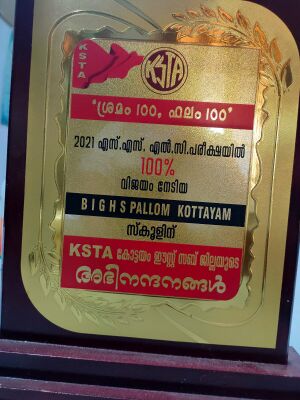 KSTA
KSTA
"ശ്രമം 100, ഫലം 100"
2021 എസ്.എസ്. എൽ.സി.പരീക്ഷയിൽ
100%
വിജയം നേടിയ
B I G H S PALLOM KOTTAYAM
സ്കൂളിന്
KSTA കോട്ടയം ഈസ്റ്റ് സബ് ജില്ലയുടെ
അഭിനന്ദനങ്ങൾ